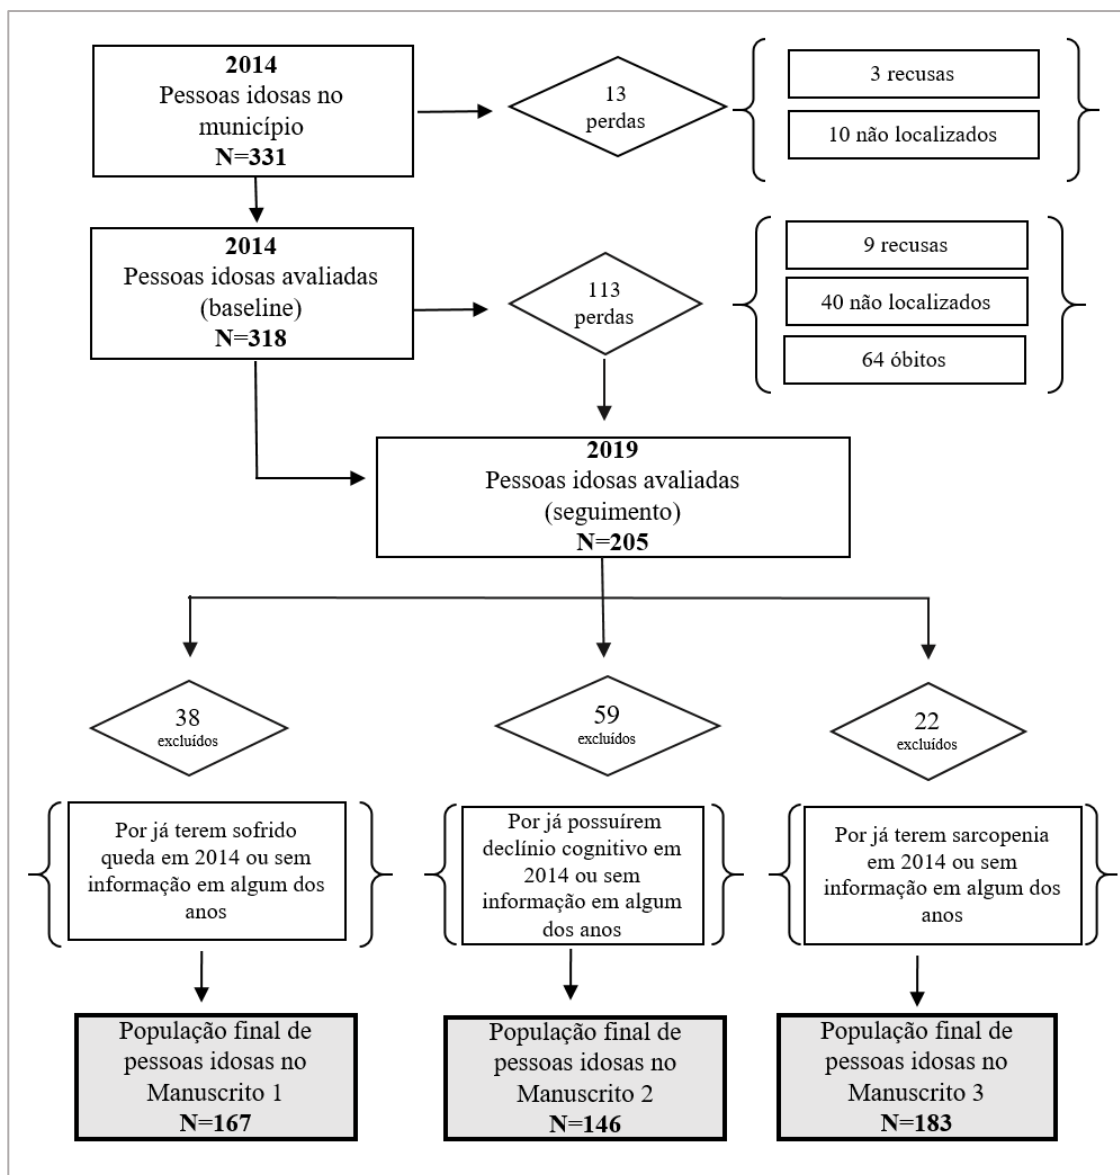 2014
Pessoas idosas no
município
N=331
13
perdas
3 recusas
10 não localizados
2014
Pessoas idosas avaliadas
(baseline)
N=318
113
perdas
9 recusas
40 não localizados
64 óbitos
2019
Pessoas idosas avaliadas
(seguimento)
N=205
38
excluídos
59
excluídos
22
excluídos
Por já terem sofrido
queda em 2014 ou sem
informação em algum dos
anos
Por já possuírem
declínio cognitivo em
2014 ou sem
informação em algum
dos anos
Por já terem sarcopenia
em 2014 ou sem
informação em algum dos
anos
População final de
pessoas idosas no
Manuscrito 1
N=167
População final de
pessoas idosas no
Manuscrito 2
N=146
População final de
pessoas idosas no
Manuscrito 3
N=183